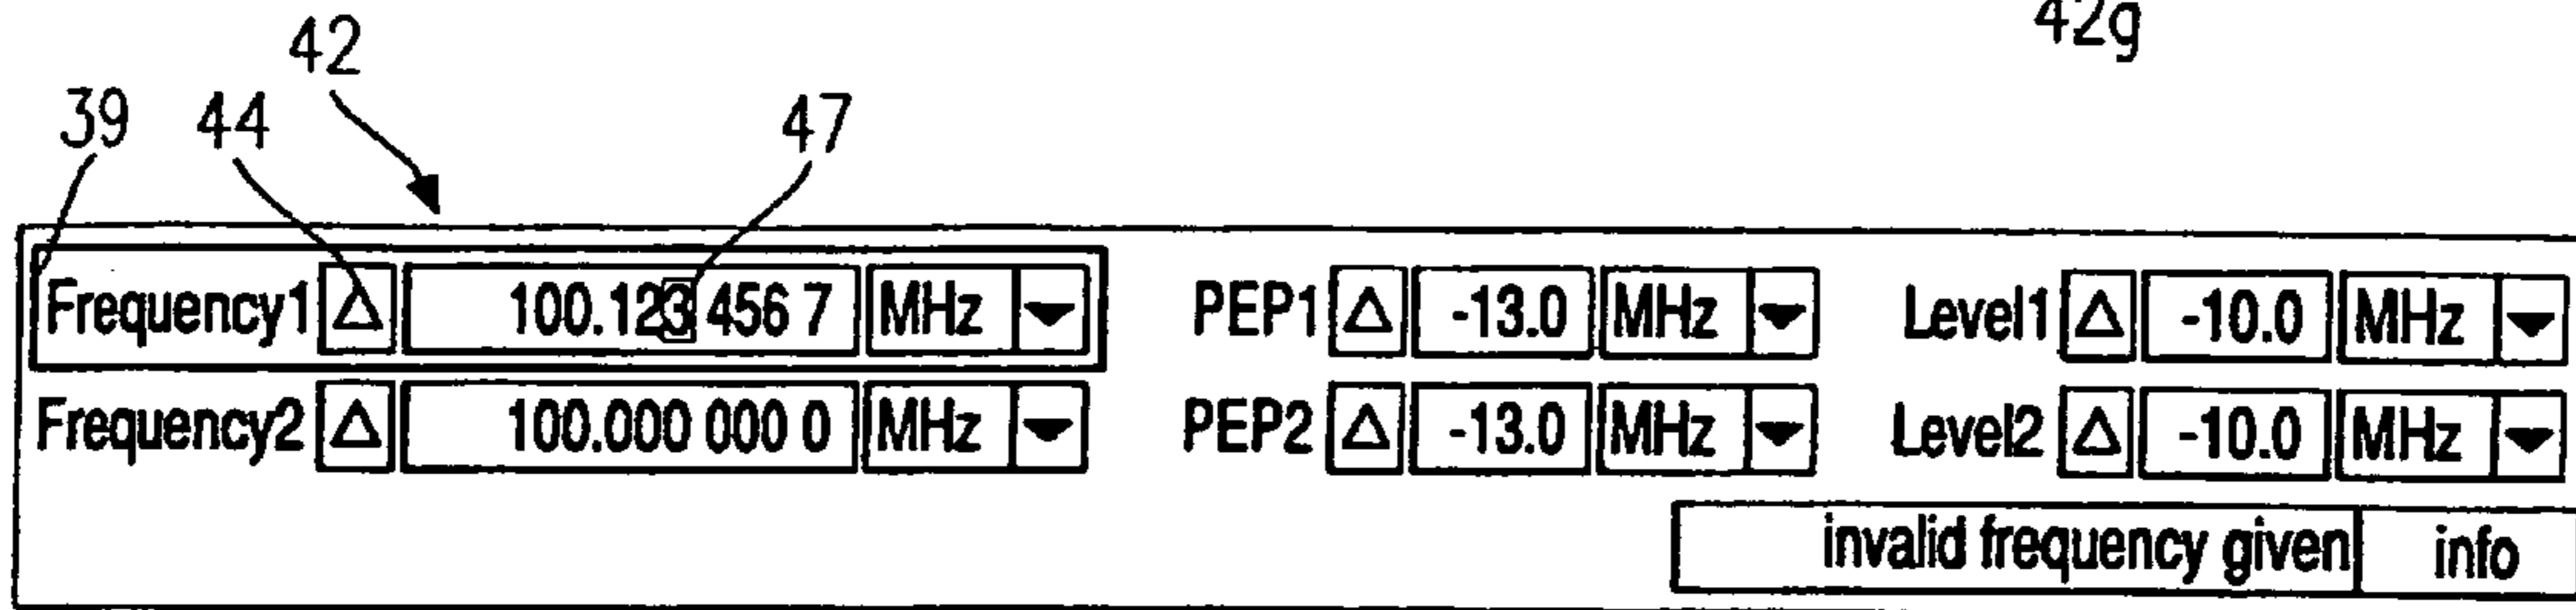 42g
42
39 44 47
Frequency1 △ 100.123 456 7 MHz ▼ PEP1 △ -13.0 MHz ▼ Level1 △ -10.0 MHz ▼
Frequency2 △ 100.000 000 0 MHz ▼ PEP2 △ -13.0 MHz ▼ Level2 △ -10.0 MHz ▼
invalid frequency given info